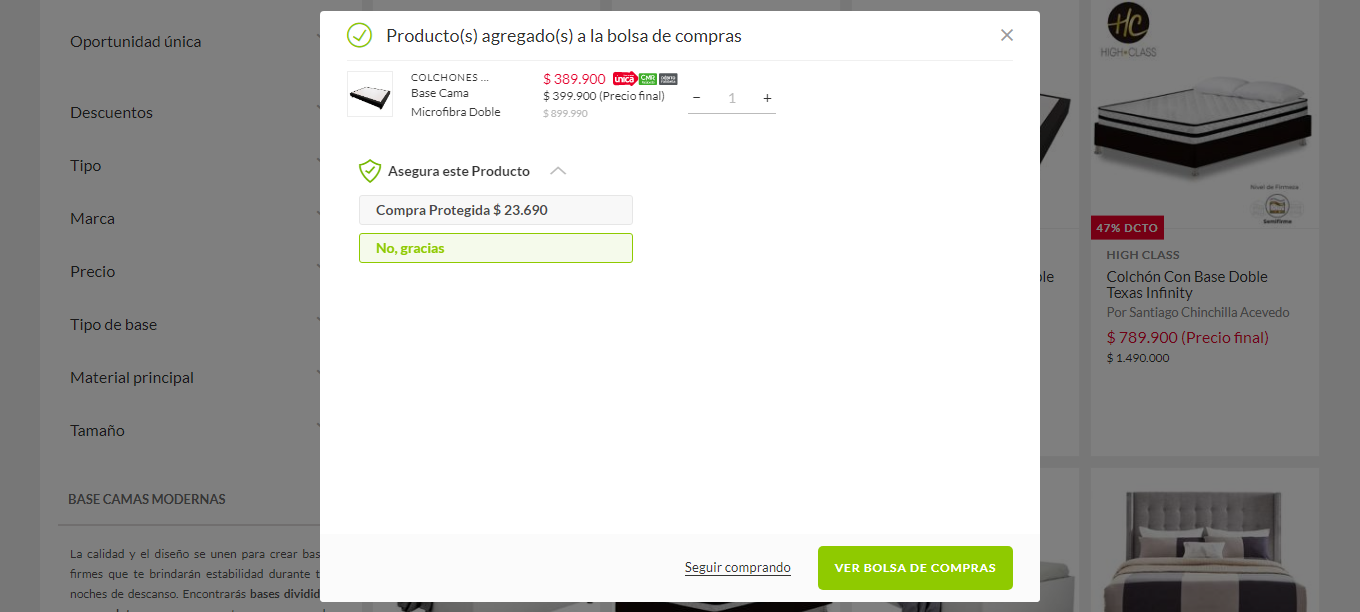 Producto(s) agregado(s) a la bolsa de compras
COLCHONES ...
Base Cama
Microfibra Doble
$ 389.900 única CMR
$ 399.900 (Precio final)
$ 899.990
− 1 +
Asegura este Producto
Compra Protegida $ 23.690
No, gracias
Seguir comprando
VER BOLSA DE COMPRAS
Oportunidad única
Descuentos
Tipo
Marca
Precio
Tipo de base
Material principal
Tamaño
BASE CAMAS MODERNAS
La calidad y el diseño se unen para crear bas
firmes que te brindarán estabilidad durante t
noches de descanso. Encontrarás bases dividid
ble
HC
HIGH CLASS
Nivel de Firmeza
Semifirme
47% DCTO
HIGH CLASS
Colchón Con Base Doble
Texas Infinity
Por Santiago Chinchilla Acevedo
$ 789.900 (Precio final)
$ 1.490.000